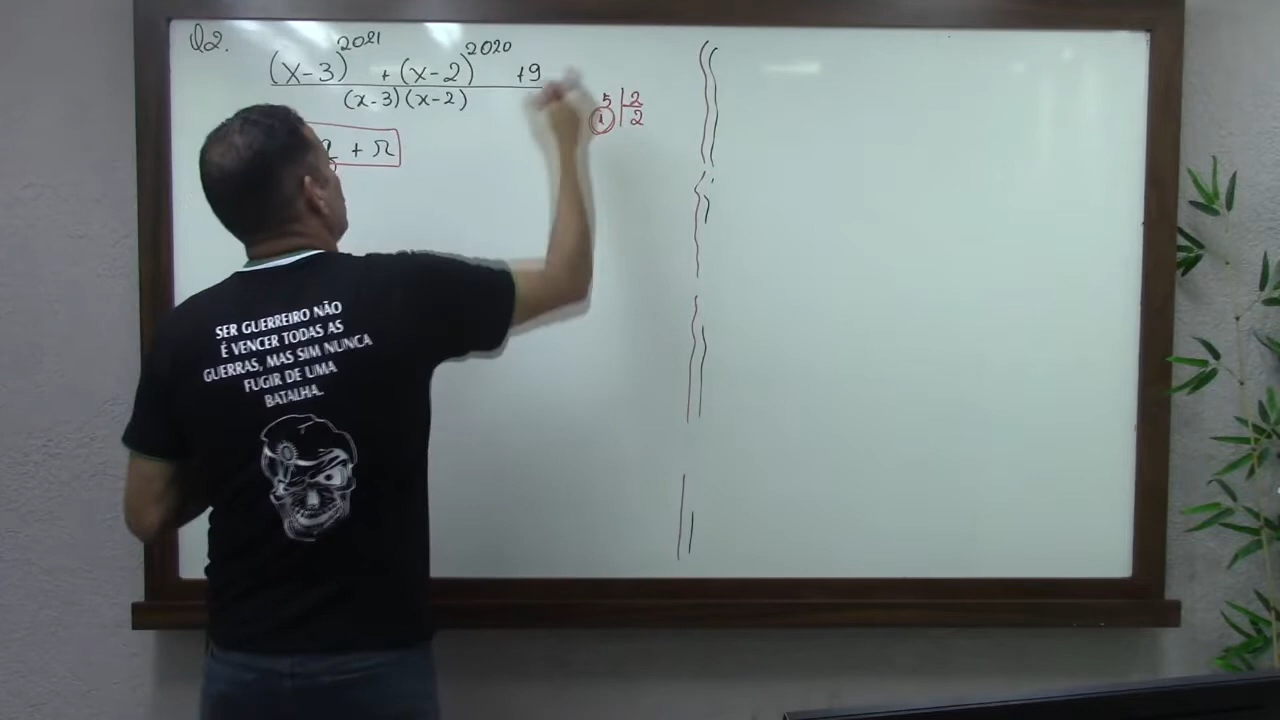 Q2.
(x-3)^2021 + (x-2)^2020 +9
(x-3)(x-2)
+ r
5 | 2
1 | 2
SER GUERREIRO NÃO
É VENCER TODAS AS
GUERRAS, MAS SIM NUNCA
FUGIR DE UMA
BATALHA.